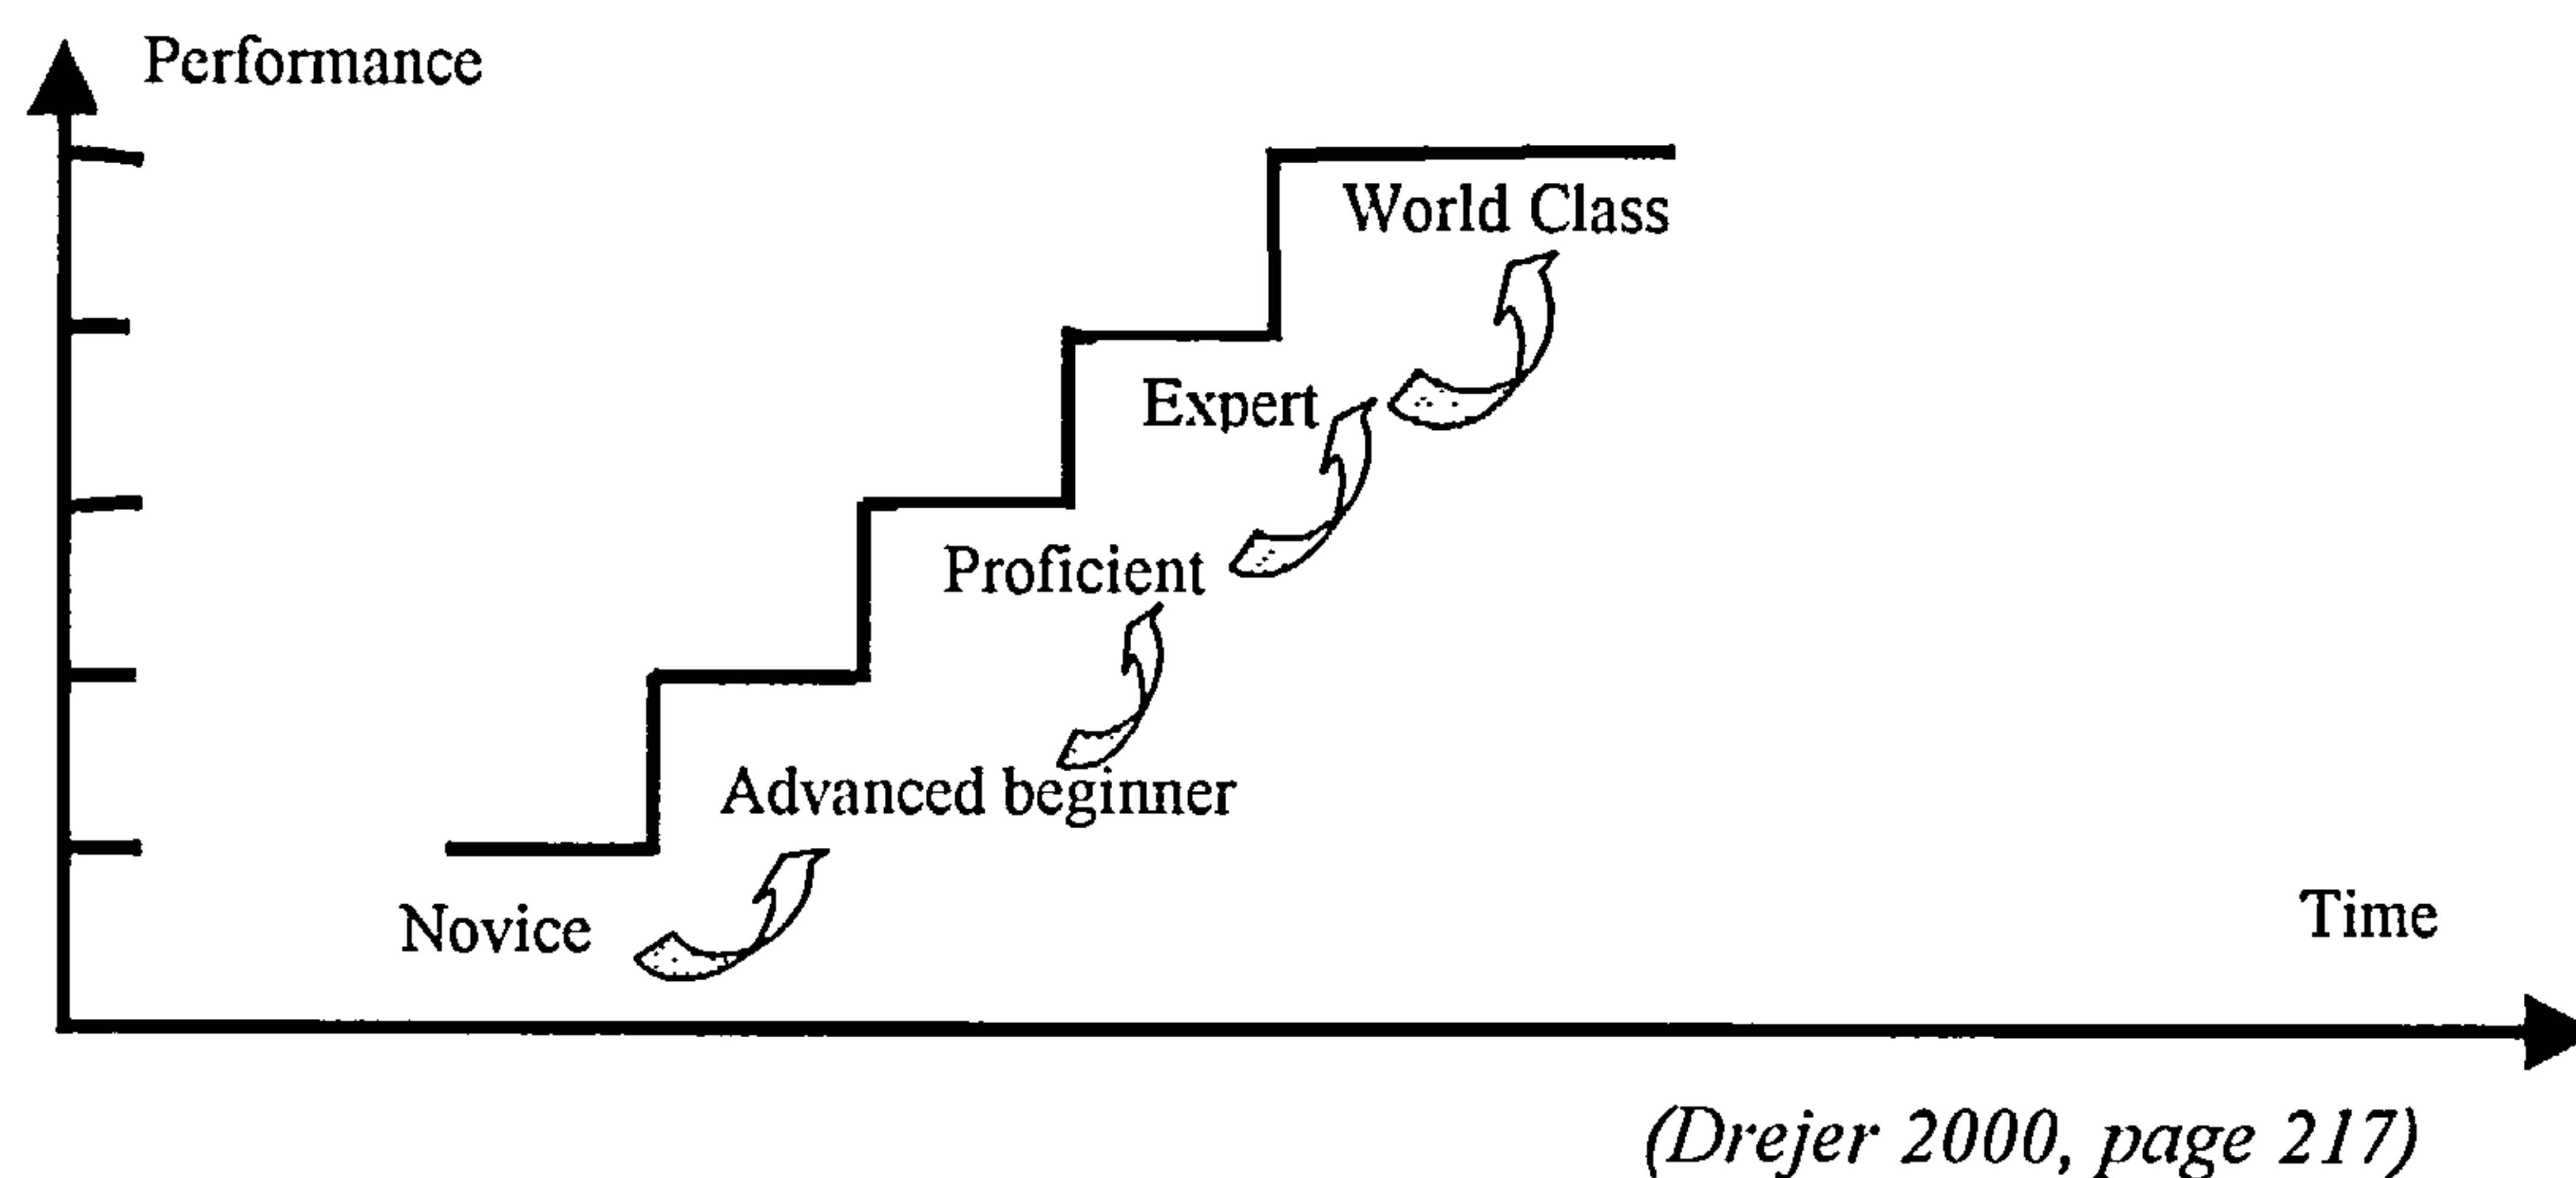 Performance
World Class
Expert
Proficient
Advanced beginner
Novice
Time
(Drejer 2000, page 217)